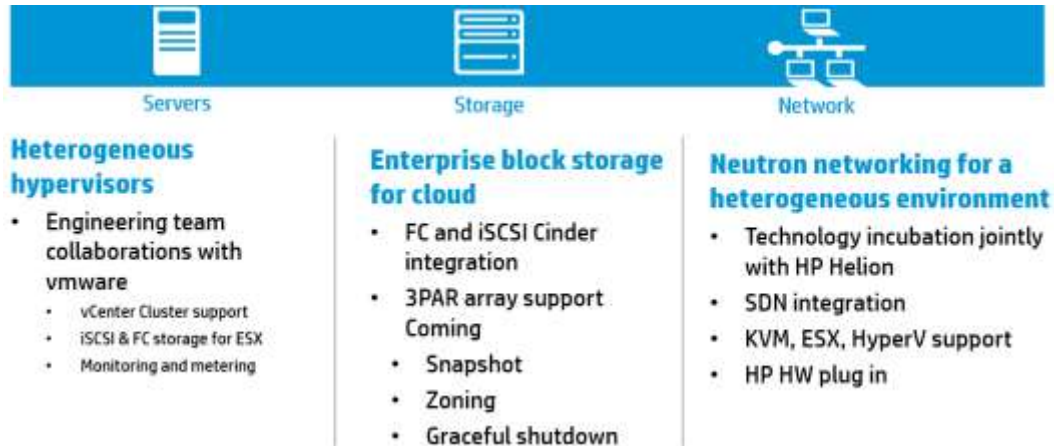 Servers
Storage
Network
Heterogeneous
hypervisors
• Engineering team
collaborations with
vmware
• vCenter Cluster support
• iSCSI & FC storage for ESX
• Monitoring and metering
Enterprise block storage
for cloud
• FC and iSCSI Cinder
integration
• 3PAR array support
Coming
• Snapshot
• Zoning
• Graceful shutdown
Neutron networking for a
heterogeneous environment
• Technology incubation jointly
with HP Helion
• SDN integration
• KVM, ESX, HyperV support
• HP HW plug in